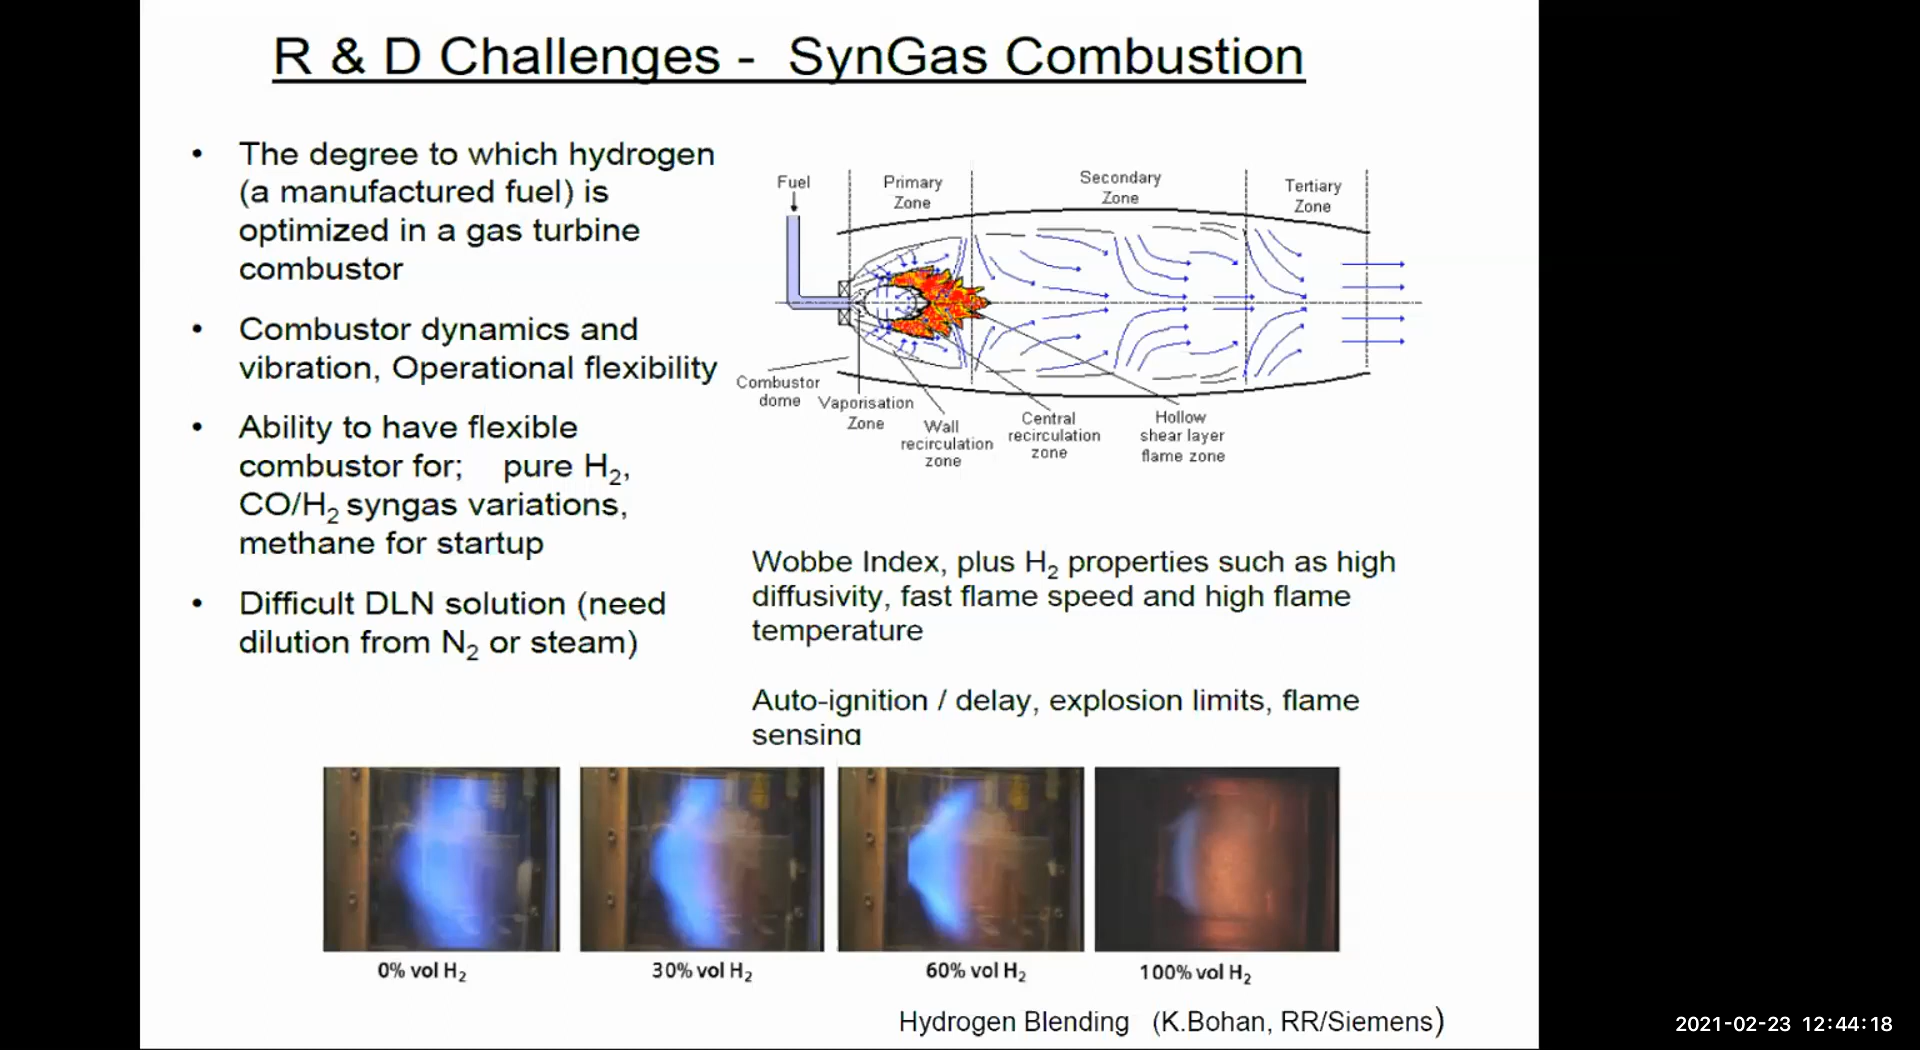 R & D Challenges - SynGas Combustion
• The degree to which hydrogen
(a manufactured fuel) is
optimized in a gas turbine
combustor
• Combustor dynamics and
vibration, Operational flexibility
• Ability to have flexible
combustor for; pure H₂,
CO/H₂ syngas variations,
methane for startup
• Difficult DLN solution (need
dilution from N₂ or steam)
Fuel
Primary
Zone
Secondary
Zone
Tertiary
Zone
Combustor
dome
Vaporisation
Zone
Wall
recirculation
zone
Central
recirculation
zone
Hollow
shear layer
flame zone
Wobbe Index, plus H₂ properties such as high
diffusivity, fast flame speed and high flame
temperature
Auto-ignition / delay, explosion limits, flame
sensing
0% vol H₂
30% vol H₂
60% vol H₂
100% vol H₂
Hydrogen Blending (K.Bohan, RR/Siemens)
2021-02-23 12:44:18